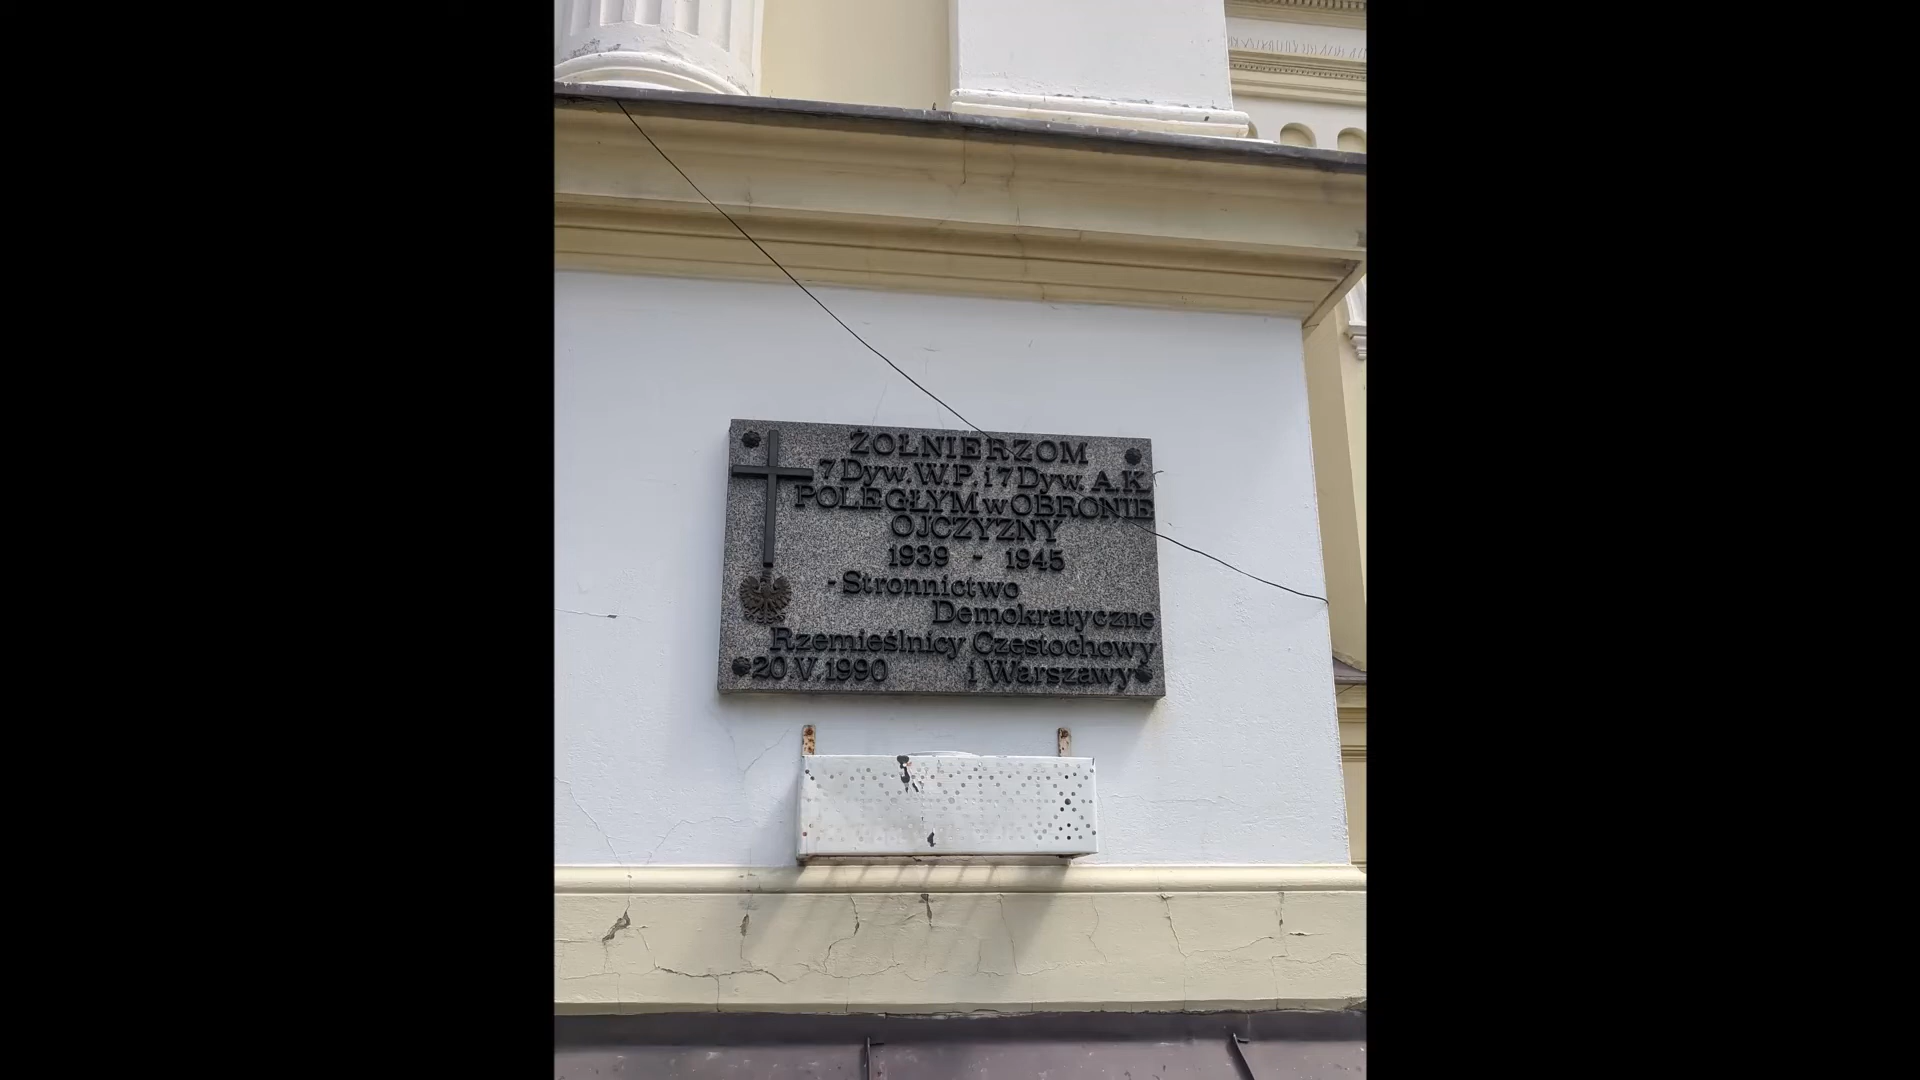 ŻOŁNIERZOM
7 Dyw. W.P. i 7 Dyw. A.K.
POLEGŁYM w OBRONIE
OJCZYZNY
1939 - 1945
- Stronnictwo
Demokratyczne
Rzemieślnicy Częstochowy
20 V. 1990 i Warszawy